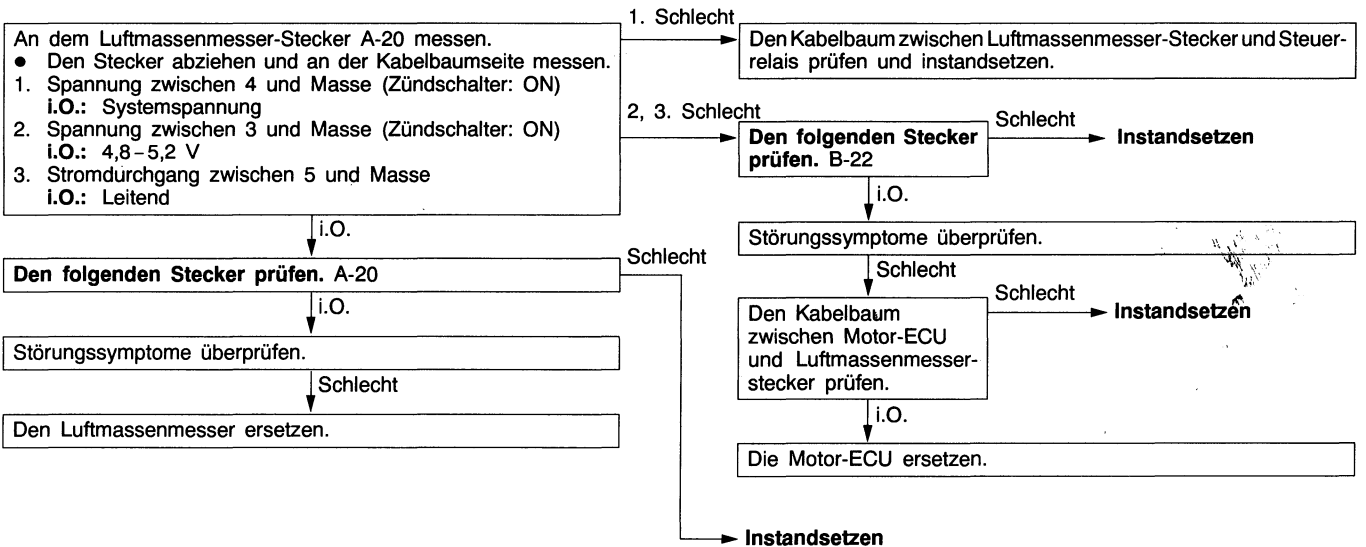 An dem Luftmassenmesser-Stecker A-20 messen.
● Den Stecker abziehen und an der Kabelbaumseite messen.
1. Spannung zwischen 4 und Masse (Zündschalter: ON)
i.O.: Systemspannung
2. Spannung zwischen 3 und Masse (Zündschalter: ON)
i.O.: 4,8–5,2 V
3. Stromdurchgang zwischen 5 und Masse
i.O.: Leitend
1. Schlecht
Den Kabelbaum zwischen Luftmassenmesser-Stecker und Steuer-
relais prüfen und instandsetzen.
2, 3. Schlecht
Den folgenden Stecker
prüfen. B-22
Schlecht
Instandsetzen
i.O.
Störungssymptome überprüfen.
Schlecht
Den Kabelbaum
zwischen Motor-ECU
und Luftmassenmesser-
stecker prüfen.
Schlecht
Instandsetzen
i.O.
Die Motor-ECU ersetzen.
i.O.
Den folgenden Stecker prüfen. A-20
Schlecht
Instandsetzen
i.O.
Störungssymptome überprüfen.
Schlecht
Den Luftmassenmesser ersetzen.